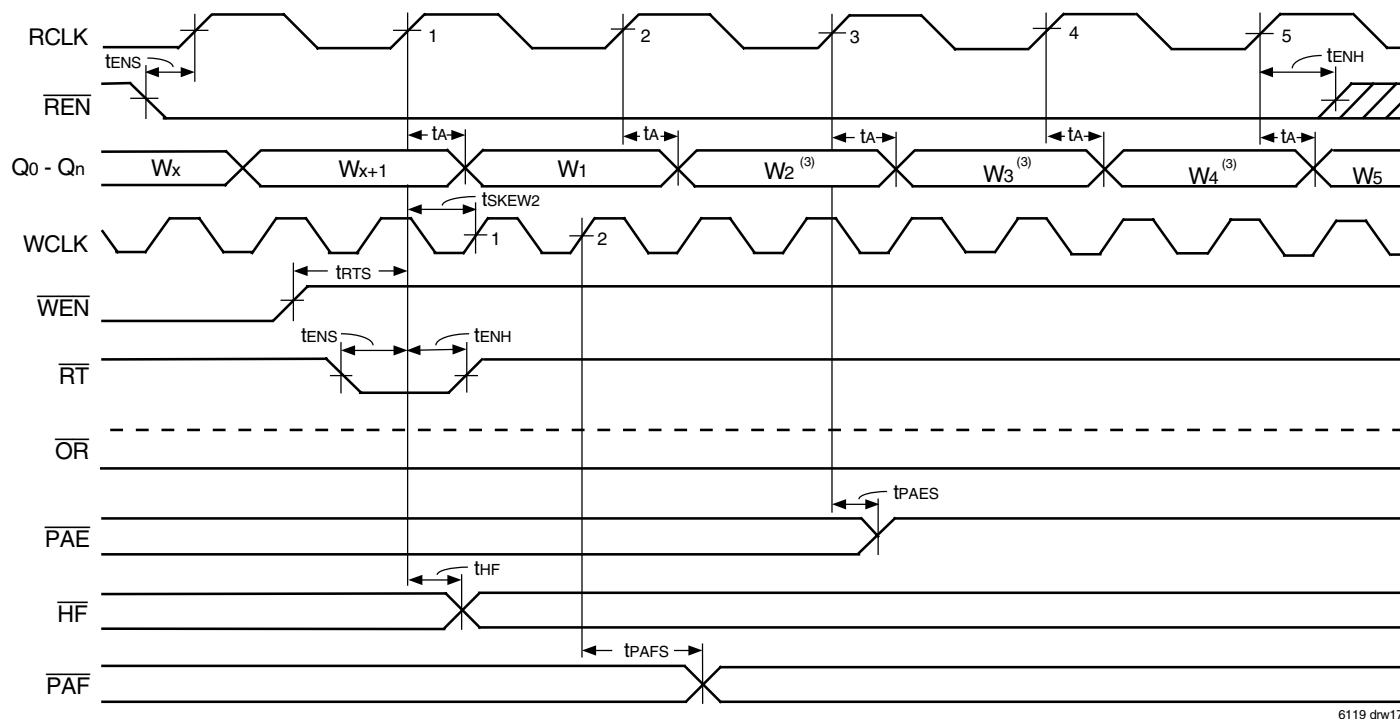 RCLK 1 2 3 4 5
tENS tENH
REN
tA tA tA tA tA
Q0 - Qn Wx Wx+1 W1 W2 (3) W3 (3) W4 (3) W5
tSKEW2
WCLK 1 2
tRTS
WEN
tENS tENH
RT
OR
tPAES
PAE
tHF
HF
tPAFS
PAF
6119 drw17